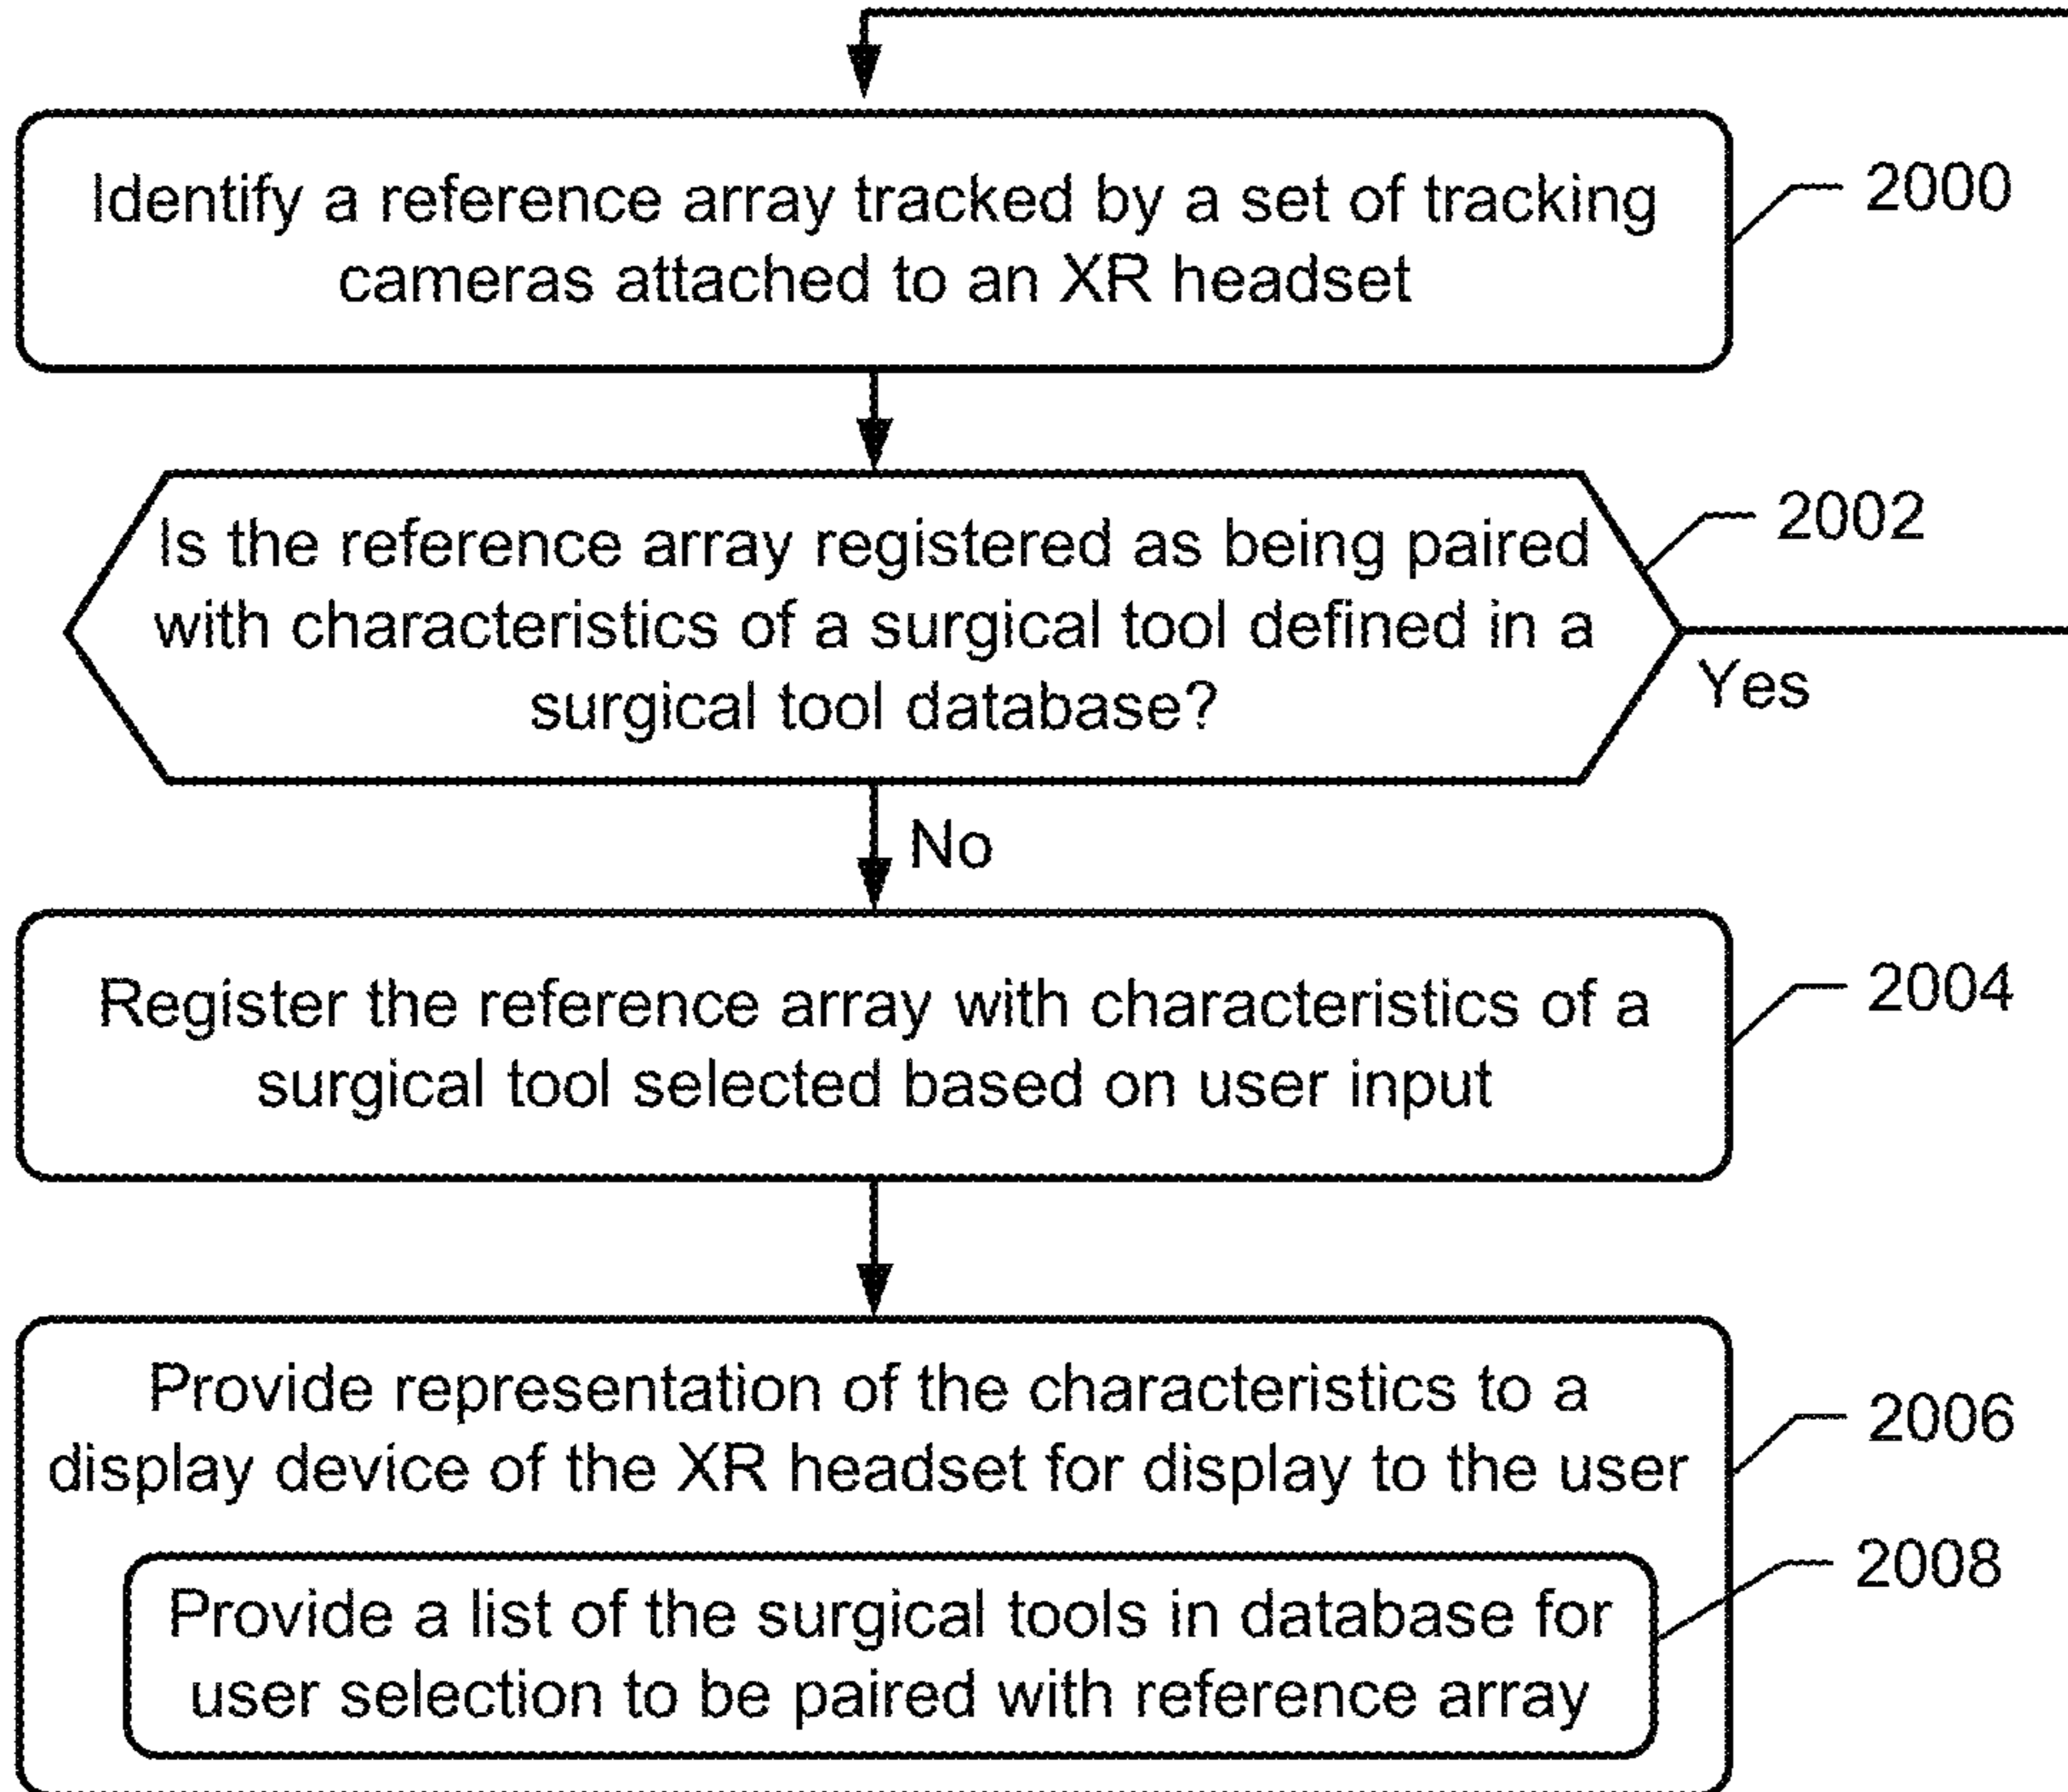 Identify a reference array tracked by a set of tracking
cameras attached to an XR headset
2000
Is the reference array registered as being paired
with characteristics of a surgical tool defined in a
surgical tool database?
2002
Yes
No
Register the reference array with characteristics of a
surgical tool selected based on user input
2004
Provide representation of the characteristics to a
display device of the XR headset for display to the user
2006
Provide a list of the surgical tools in database for
user selection to be paired with reference array
2008